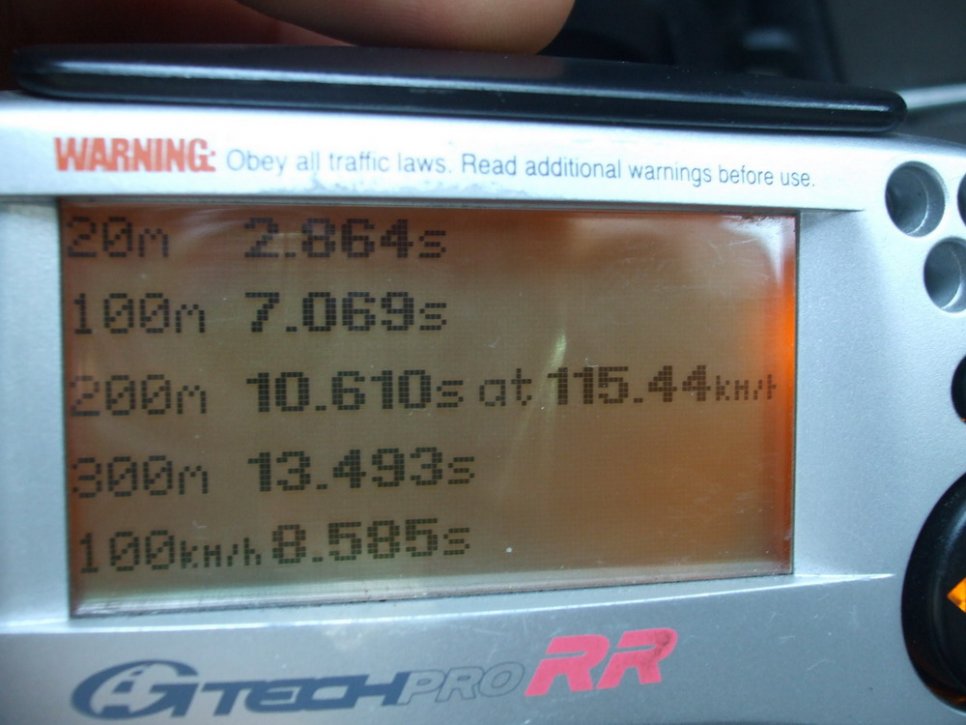 WARNING: Obey all traffic laws. Read additional warnings before use.
20m 2.864s
100m 7.069s
200m 10.610s at 115.44KM/h
300m 13.493s
100KM/h 8.585s
GTECHPRO RR